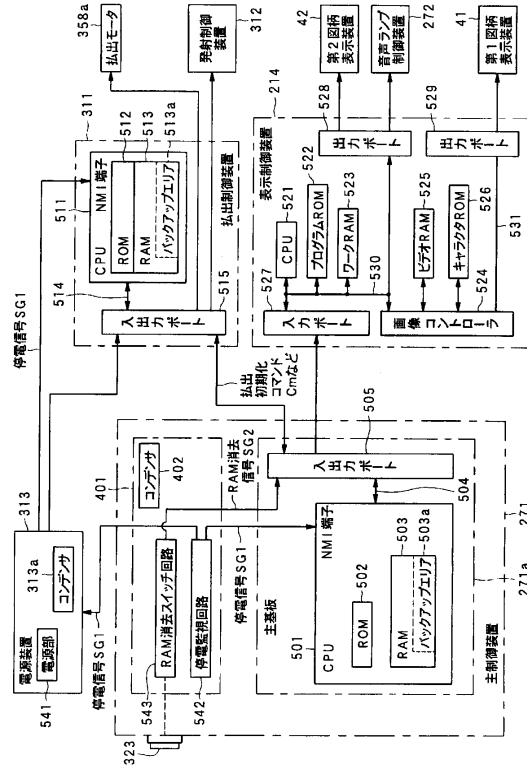 313
電源装置
541
電源部
313a
コンデンサ
停電信号SG1
停電信号SG1
358a
払出モータ
312
発射制御
装置
311
511
CPU
NMI端子
512
513
513a
ROM
RAM
バックアップエリア
514
515
入出力ポート
払出制御装置
401
402
コンデンサ
543
RAM消去スイッチ回路
542
停電監視回路
323
RAM消去
信号SG2
停電信号SG1
払出
初期化
コマンド
Cmなど
505
入出力ポート
504
主基板
501
CPU
NMI端子
502
ROM
503
503a
RAM
バックアップエリア
271a
主制御装置
271
214
表示制御装置
527
入力ポート
521
CPU
522
プログラムROM
523
ワークRAM
530
525
ビデオRAM
526
キャラクタROM
524
画像コントローラ
531
528
出力ポート
529
出力ポート
42
第2図柄
表示装置
272
音声ランプ
制御装置
41
第1図柄
表示装置